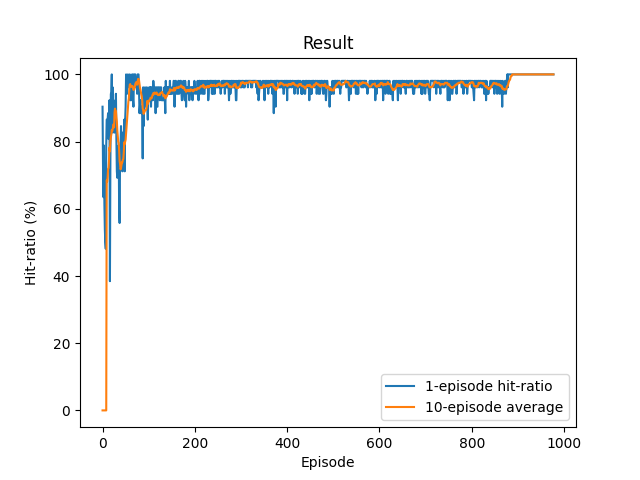 Result
100
80
60
40
20
0
Hit-ratio (%)
0 200 400 600 800 1000
Episode
1-episode hit-ratio
10-episode average